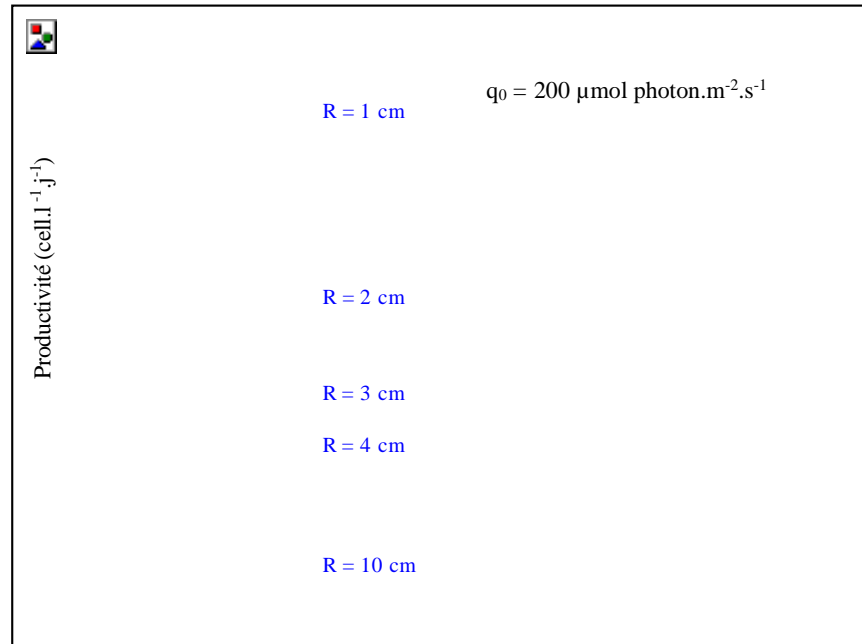 q₀ = 200 µmol photon.m⁻².s⁻¹
R = 1 cm
Productivité (cell.l⁻¹.j⁻¹)
R = 2 cm
R = 3 cm
R = 4 cm
R = 10 cm